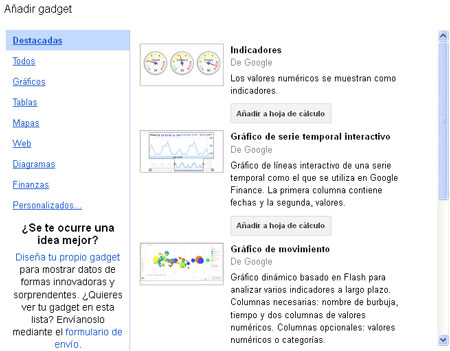 Añadir gadget
Destacadas
Todos
Gráficos
Tablas
Mapas
Web
Diagramas
Finanzas
Personalizados...
¿Se te ocurre una
idea mejor?
Diseña tu propio gadget
para mostrar datos de
formas innovadoras y
sorprendentes. ¿Quieres
ver tu gadget en esta
lista? Envíanoslo
mediante el formulario de
envío.
Indicadores
De Google
Los valores numéricos se muestran como
indicadores.
Añadir a hoja de cálculo
Gráfico de serie temporal interactivo
De Google
Gráfico de líneas interactivo de una serie
temporal como el que se utiliza en Google
Finance. La primera columna contiene
fechas y la segunda, valores.
Añadir a hoja de cálculo
Gráfico de movimiento
De Google
Gráfico dinámico basado en Flash para
analizar varios indicadores a largo plazo.
Columnas necesarias: nombre de burbuja,
tiempo y dos columnas de valores
numéricos. Columnas opcionales: valores
numéricos o categorías.